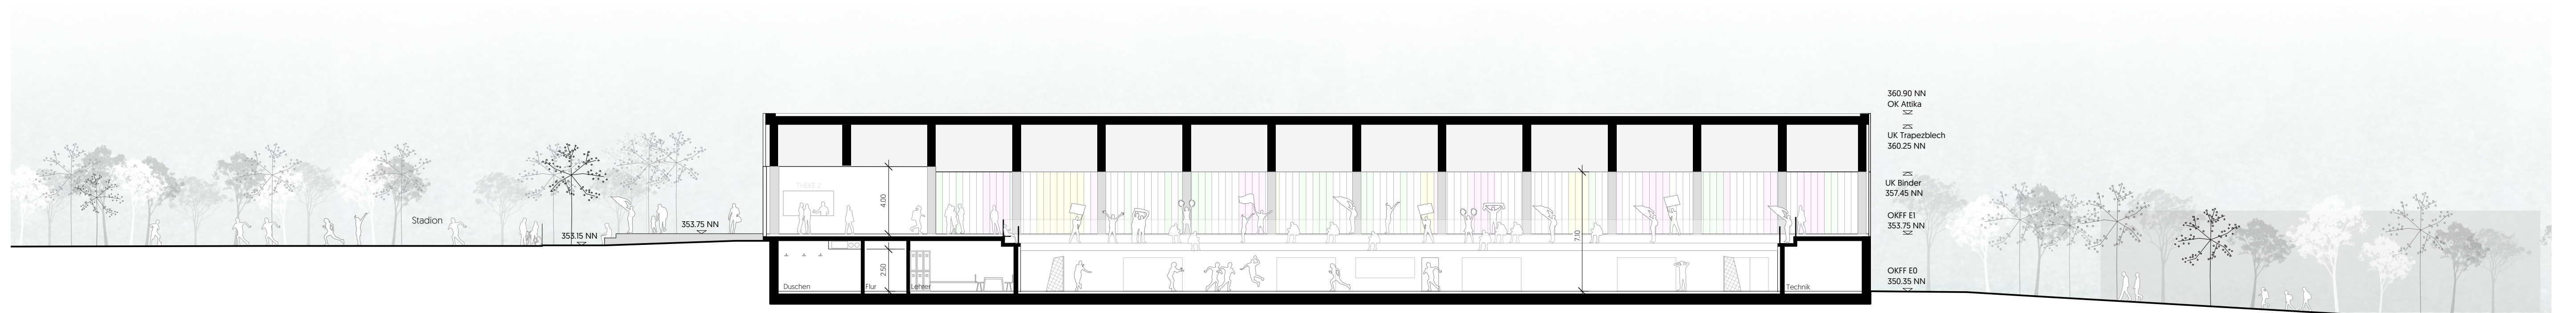 Stadion
353.15 NN
353.75 NN
THEKE 2
4.00
2.50
Duschen
Flur
Lehrer
7.10
Technik
360.90 NN
OK Attika
UK Trapezblech
360.25 NN
UK Binder
357.45 NN
OKFF E1
353.75 NN
OKFF E0
350.35 NN